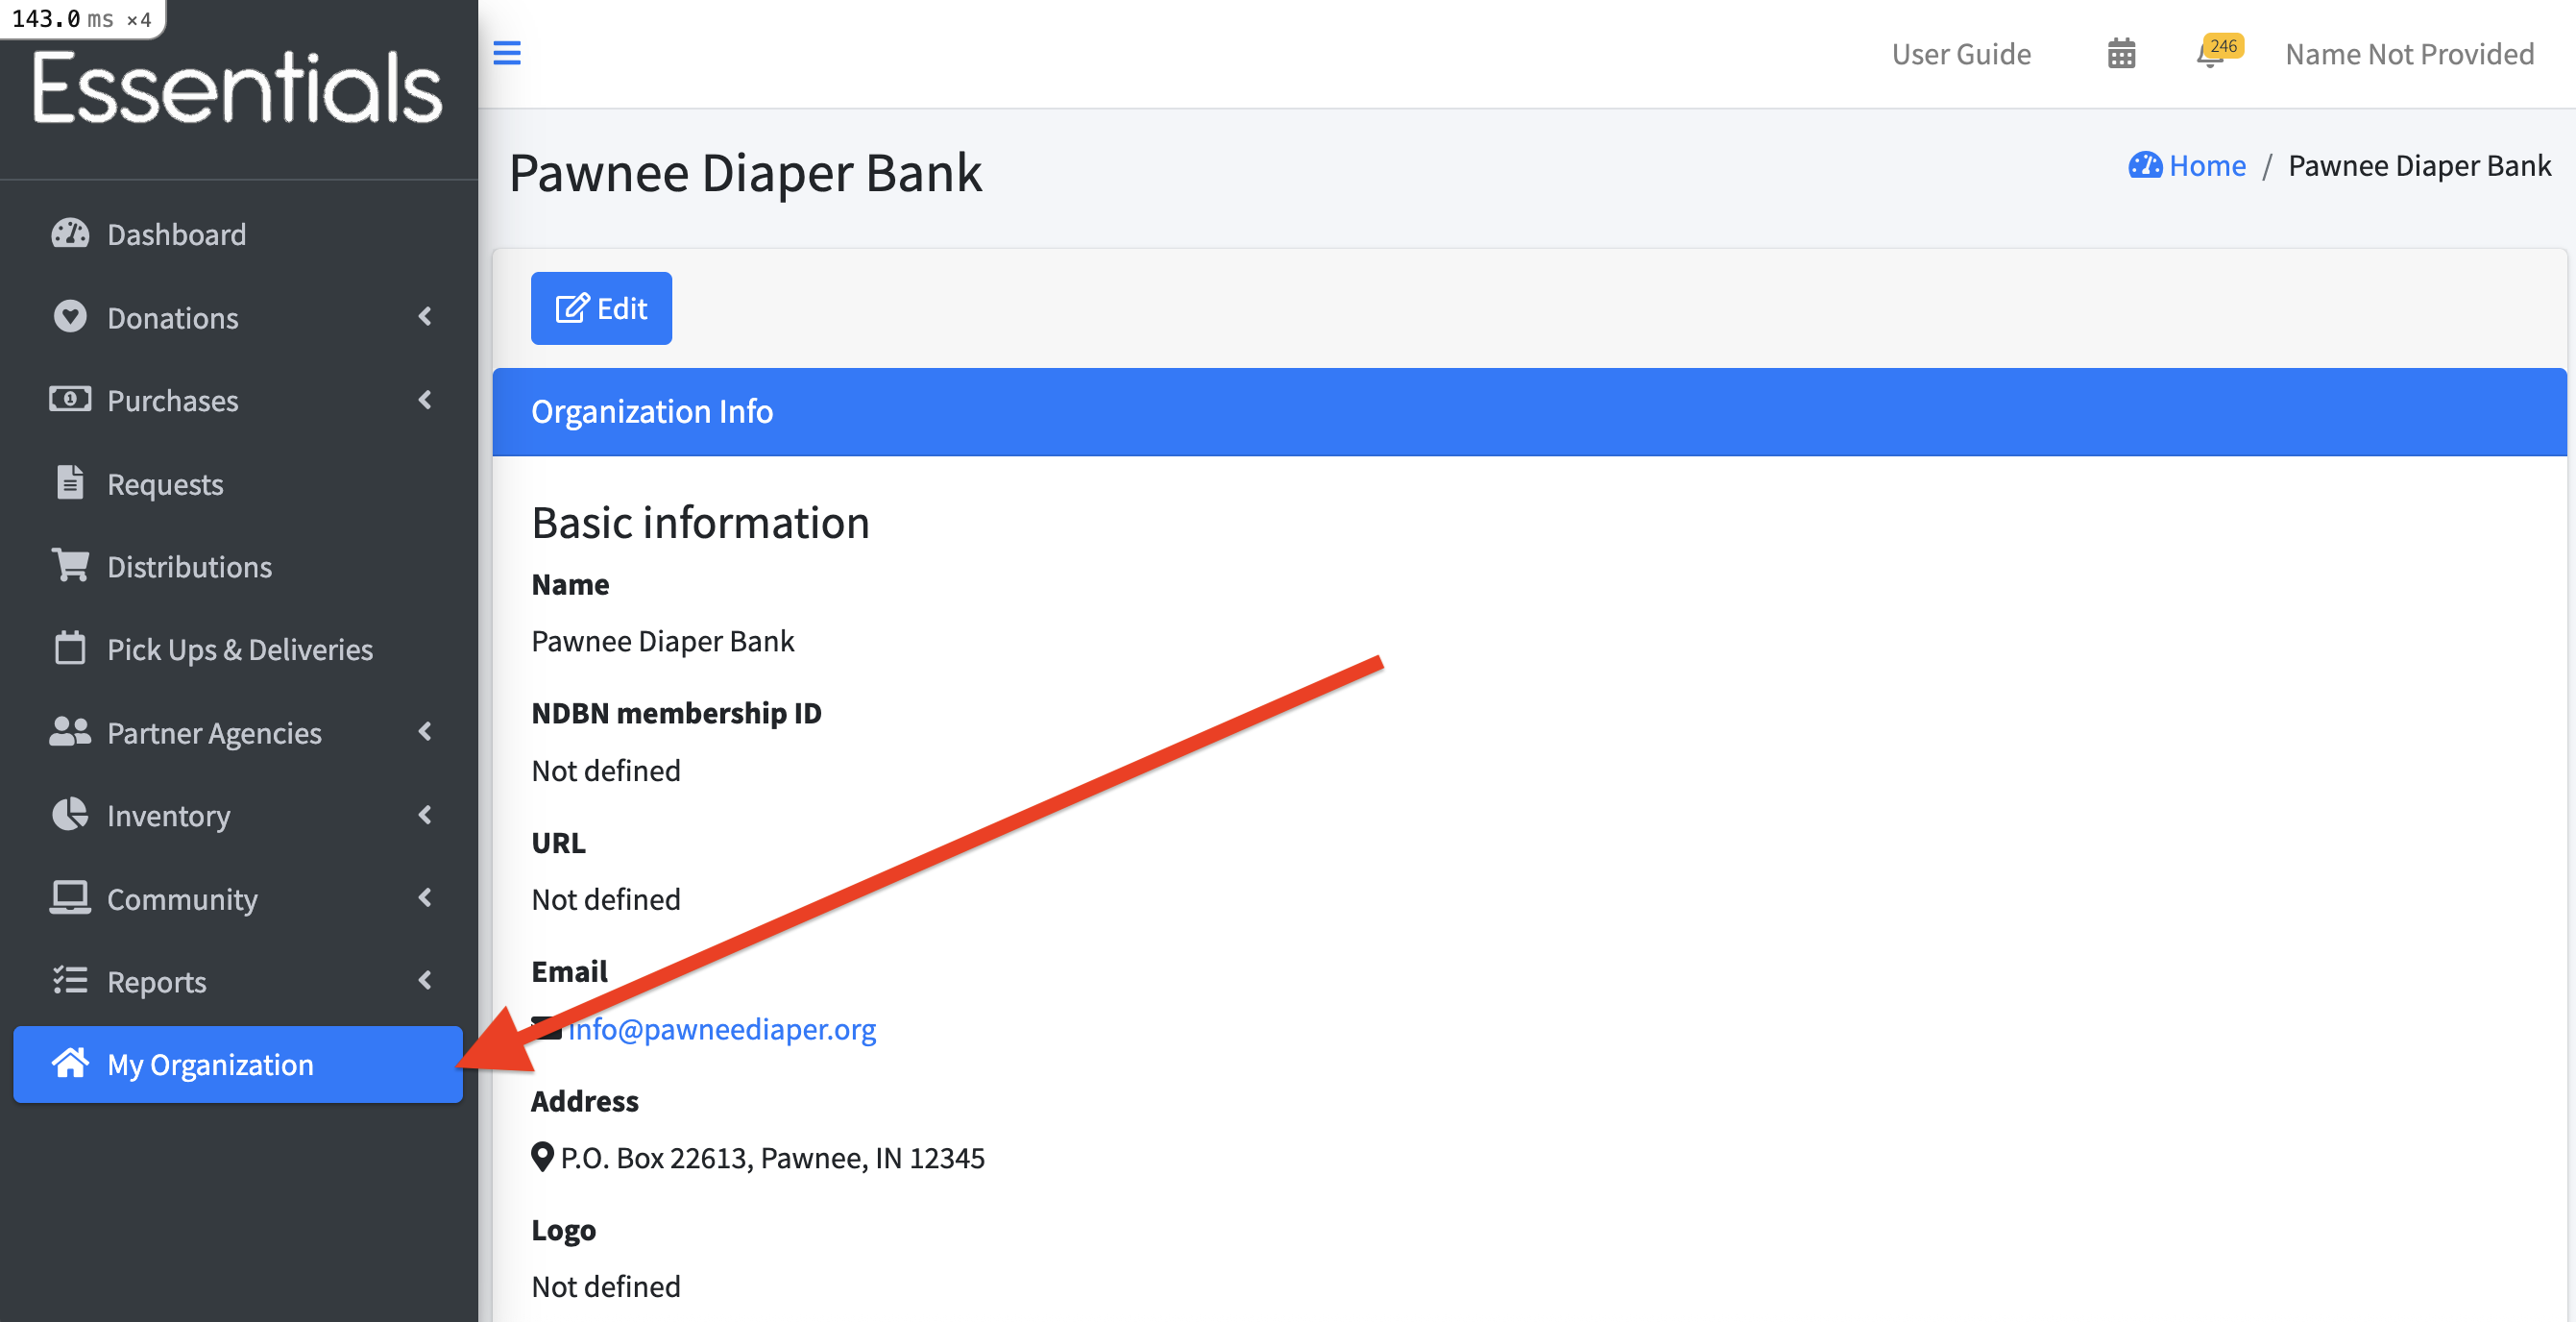 143.0 ms ×4
Essentials
Dashboard
Donations
Purchases
Requests
Distributions
Pick Ups & Deliveries
Partner Agencies
Inventory
Community
Reports
My Organization
User Guide
246
Name Not Provided
Pawnee Diaper Bank
Home / Pawnee Diaper Bank
Edit
Organization Info
Basic information
Name
Pawnee Diaper Bank
NDBN membership ID
Not defined
URL
Not defined
Email
info@pawneediaper.org
Address
P.O. Box 22613, Pawnee, IN 12345
Logo
Not defined